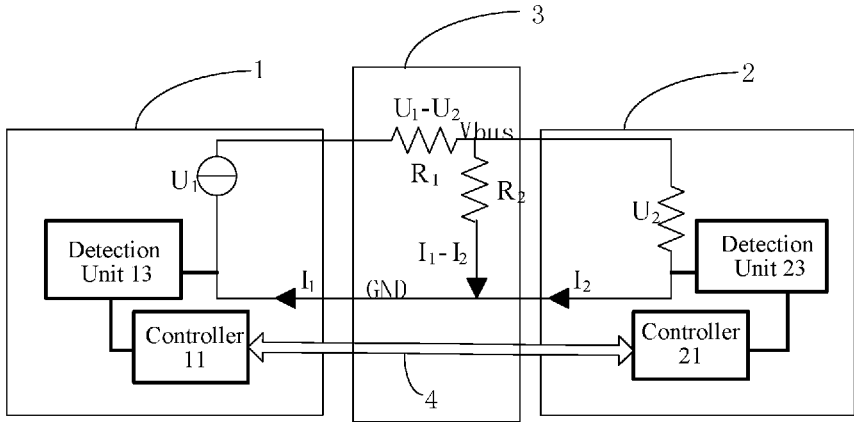 3
1
2
U₁-U₂
Vbus
U₁
R₁
R₂
U₂
Detection
Unit 13
I₁-I₂
Detection
Unit 23
I₁
GND
I₂
Controller
11
Controller
21
4